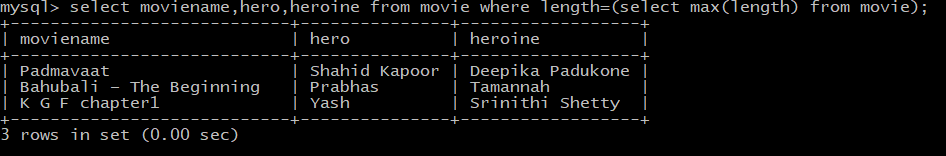 mysql> select moviename,hero,heroine from movie where length=(select max(length) from movie);
+----------------------------+---------------+------------------+
| moviename                  | hero          | heroine          |
+----------------------------+---------------+------------------+
| Padmavaat                  | Shahid Kapoor | Deepika Padukone |
| Bahubali - The Beginning   | Prabhas       | Tamannah         |
| K G F chapter1             | Yash          | Srinithi Shetty  |
+----------------------------+---------------+------------------+
3 rows in set (0.00 sec)